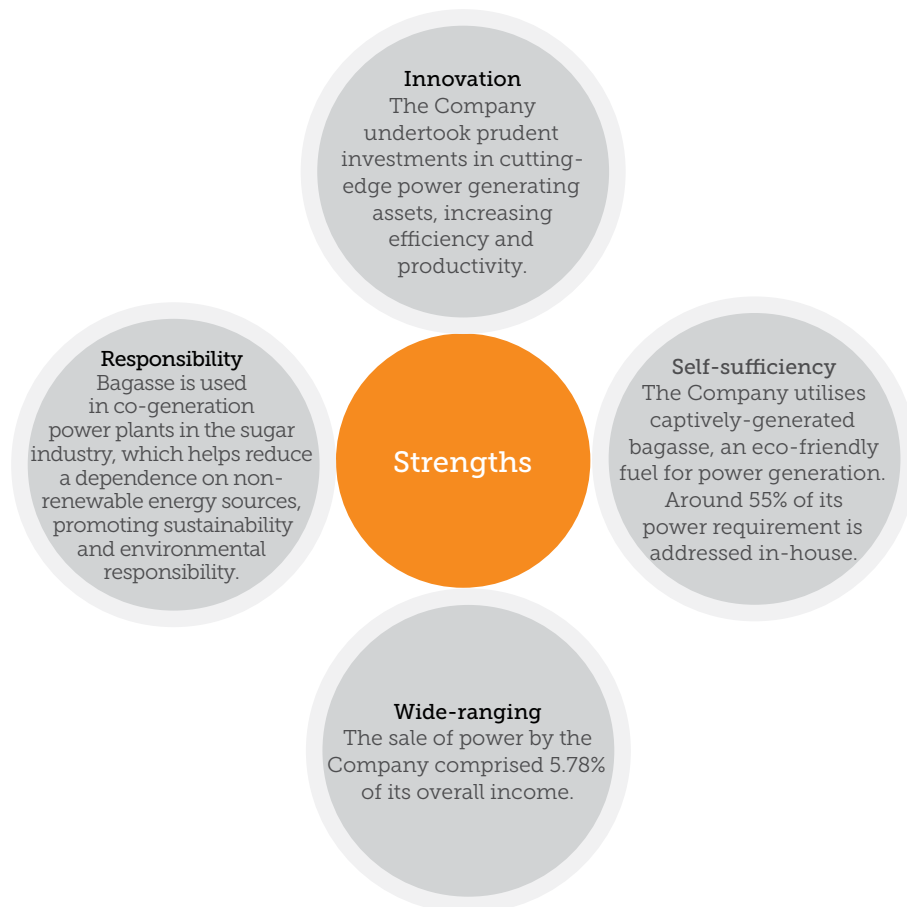 Innovation
The Company
undertook prudent
investments in cutting-
edge power generating
assets, increasing
efficiency and
productivity.
Responsibility
Bagasse is used
in co-generation
power plants in the sugar
industry, which helps reduce
a dependence on non-
renewable energy sources,
promoting sustainability
and environmental
responsibility.
Strengths
Self-sufficiency
The Company utilises
captively-generated
bagasse, an eco-friendly
fuel for power generation.
Around 55% of its
power requirement is
addressed in-house.
Wide-ranging
The sale of power by the
Company comprised 5.78%
of its overall income.